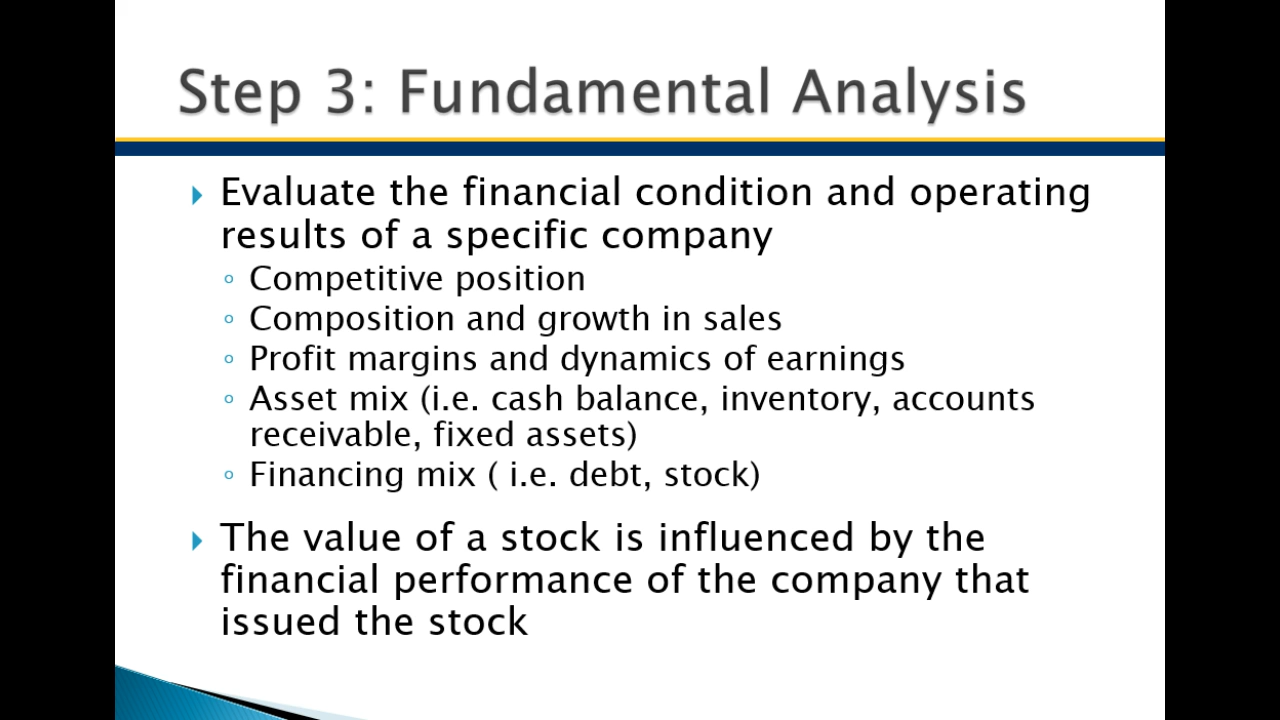 Step 3: Fundamental Analysis
Evaluate the financial condition and operating
results of a specific company
Competitive position
Composition and growth in sales
Profit margins and dynamics of earnings
Asset mix (i.e. cash balance, inventory, accounts
receivable, fixed assets)
Financing mix ( i.e. debt, stock)
The value of a stock is influenced by the
financial performance of the company that
issued the stock